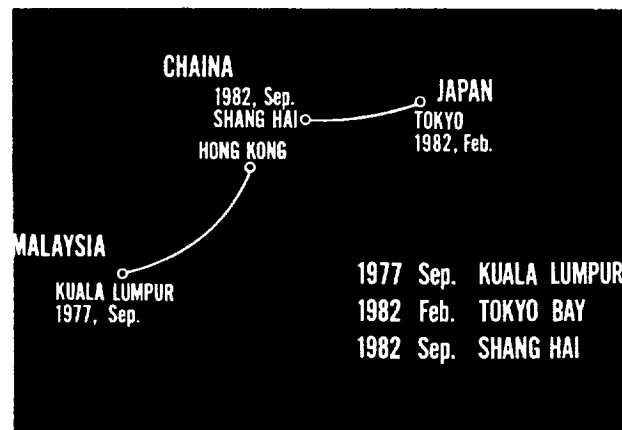 CHAINA
1982, Sep.
SHANG HAI
JAPAN
TOKYO
1982, Feb.
HONG KONG
MALAYSIA
KUALA LUMPUR
1977, Sep.
1977 Sep. KUALA LUMPUR
1982 Feb. TOKYO BAY
1982 Sep. SHANG HAI